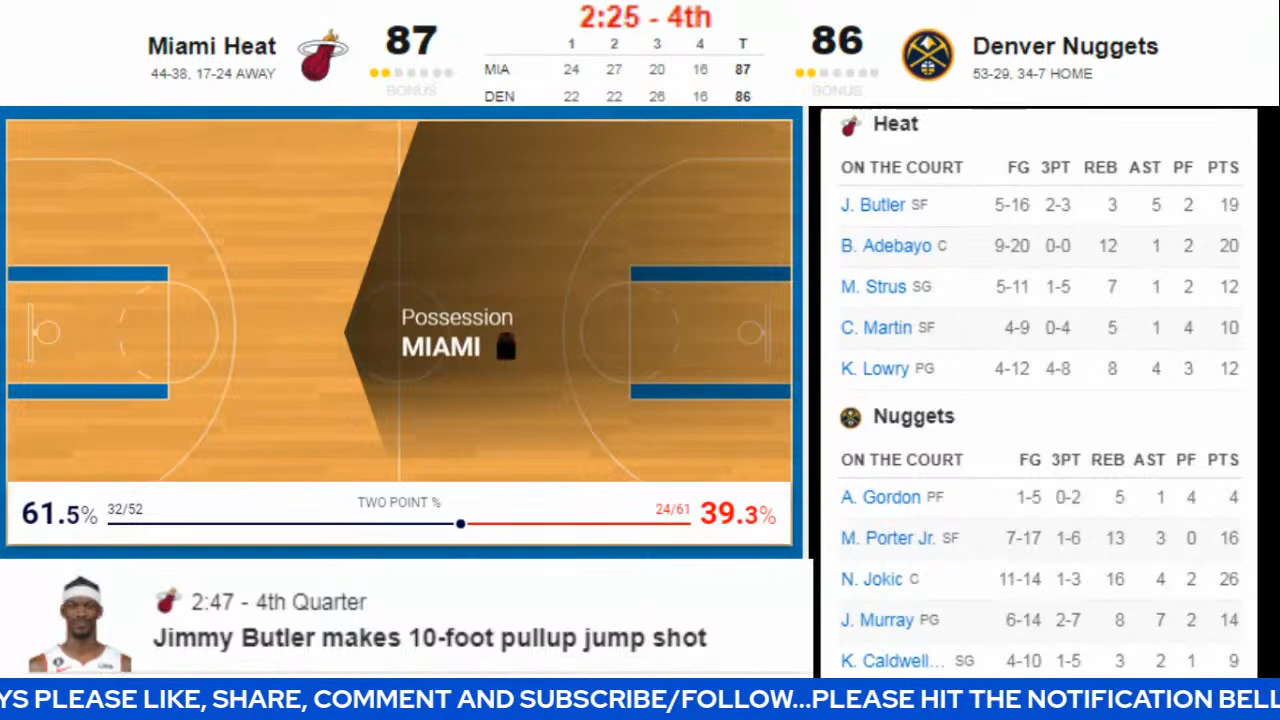 2:25 - 4th
Miami Heat
44-38, 17-24 AWAY
87
BONUS
1 2 3 4 T
MIA 24 27 20 16 87
DEN 22 22 26 16 86
86
BONUS
Denver Nuggets
53-29, 34-7 HOME
Possession
MIAMI
61.5% 32/52 TWO POINT % 24/61 39.3%
2:47 - 4th Quarter
Jimmy Butler makes 10-foot pullup jump shot
Heat
ON THE COURT FG 3PT REB AST PF PTS
J. Butler SF 5-16 2-3 3 5 2 19
B. Adebayo C 9-20 0-0 12 1 2 20
M. Strus SG 5-11 1-5 7 1 2 12
C. Martin SF 4-9 0-4 5 1 4 10
K. Lowry PG 4-12 4-8 8 4 3 12
Nuggets
ON THE COURT FG 3PT REB AST PF PTS
A. Gordon PF 1-5 0-2 5 1 4 4
M. Porter Jr. SF 7-17 1-6 13 3 0 16
N. Jokic C 11-14 1-3 16 4 2 26
J. Murray PG 6-14 2-7 8 7 2 14
K. Caldwell... SG 4-10 1-5 3 2 1 9
YS PLEASE LIKE, SHARE, COMMENT AND SUBSCRIBE/FOLLOW...PLEASE HIT THE NOTIFICATION BELL